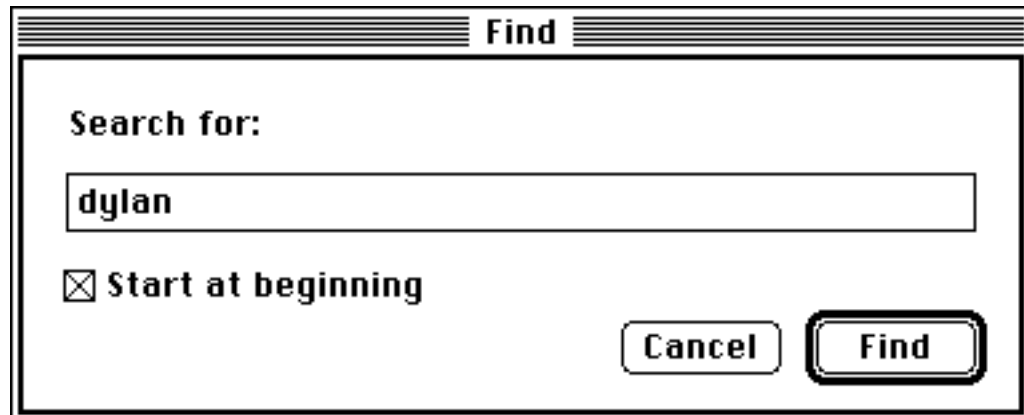 Find
Search for:
dylan
Start at beginning
Cancel Find